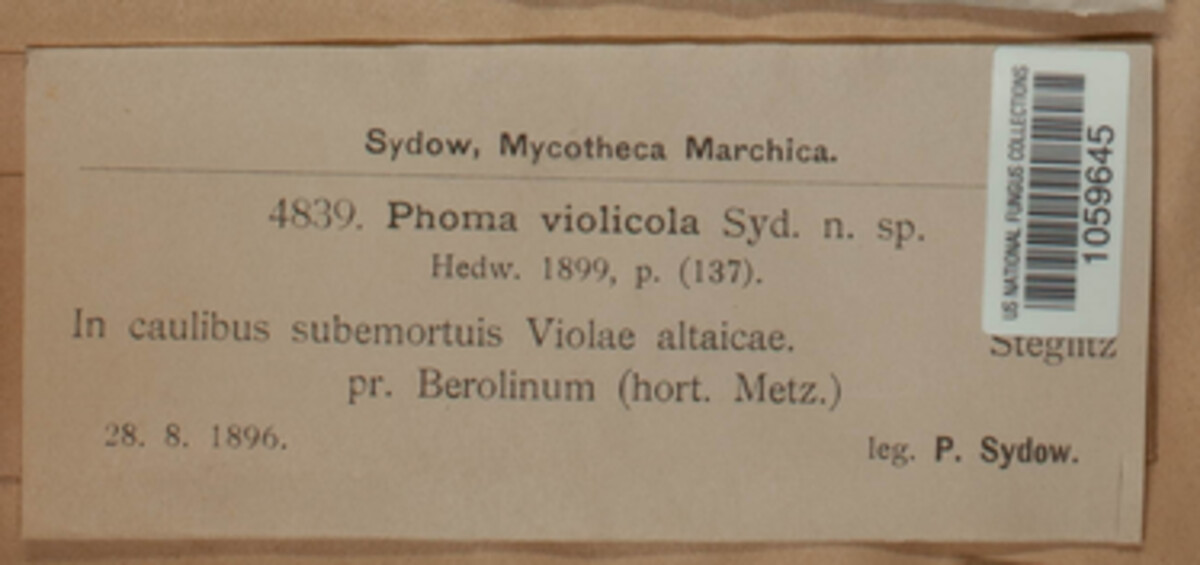 Sydow, Mycotheca Marchica.
4839. Phoma violicola Syd. n. sp.
Hedw. 1899, p. (137).
In caulibus subemortuis Violae altaicae. Steglitz
pr. Berolinum (hort. Metz.)
28. 8. 1896. leg. P. Sydow.
US NATIONAL FUNGUS COLLECTIONS
1059645